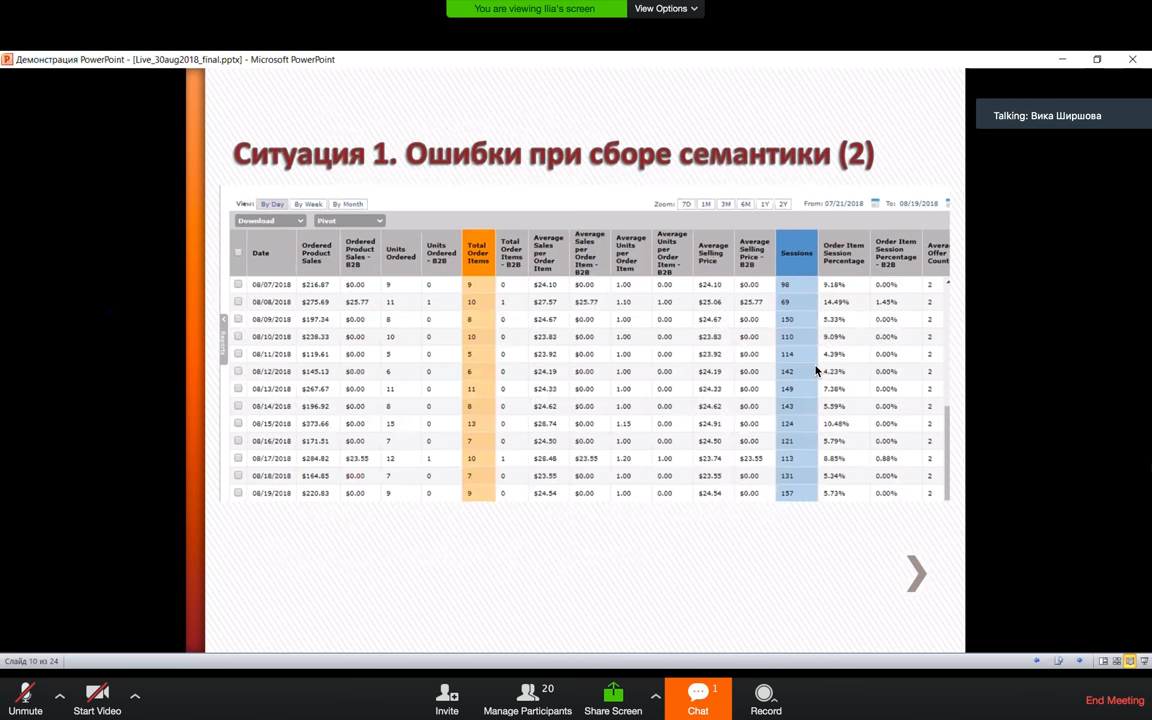 You are viewing Ilia's screen View Options
Демонстрация PowerPoint - [Live_30aug2018_final.pptx] - Microsoft PowerPoint
Talking: Вика Ширшова
Ситуация 1. Ошибки при сборе семантики (2)
View: By Day By Week By Month Zoom: 7D 1M 3M 6M 1Y 2Y From: 07/21/2018 To: 08/19/2018
Download Pivot
Date Ordered Product Sales Ordered Product Sales - B2B Units Ordered Units Ordered - B2B Total Order Items Total Order Items - B2B Average Sales per Order Item Average Sales per Order Item - B2B Average Units per Order Item Average Units per Order Item - B2B Average Selling Price Average Selling Price - B2B Sessions Order Item Session Percentage Order Item Session Percentage - B2B Avera Offer Count
08/07/2018 $216.87 $0.00 9 0 9 0 $24.10 $0.00 1.00 0.00 $24.10 $0.00 98 9.18% 0.00% 2
08/08/2018 $275.69 $25.77 11 1 10 1 $27.57 $25.77 1.10 1.00 $25.06 $25.77 69 14.49% 1.45% 2
08/09/2018 $197.34 $0.00 8 0 8 0 $24.67 $0.00 1.00 0.00 $24.67 $0.00 150 5.33% 0.00% 2
08/10/2018 $238.33 $0.00 10 0 10 0 $23.83 $0.00 1.00 0.00 $23.83 $0.00 110 9.09% 0.00% 2
08/11/2018 $119.61 $0.00 5 0 5 0 $23.92 $0.00 1.00 0.00 $23.92 $0.00 114 4.39% 0.00% 2
08/12/2018 $145.13 $0.00 6 0 6 0 $24.19 $0.00 1.00 0.00 $24.19 $0.00 142 4.23% 0.00% 2
08/13/2018 $267.67 $0.00 11 0 11 0 $24.33 $0.00 1.00 0.00 $24.33 $0.00 149 7.38% 0.00% 2
08/14/2018 $196.92 $0.00 8 0 8 0 $24.62 $0.00 1.00 0.00 $24.62 $0.00 143 5.59% 0.00% 2
08/15/2018 $373.66 $0.00 15 0 13 0 $28.74 $0.00 1.15 0.00 $24.91 $0.00 124 10.48% 0.00% 2
08/16/2018 $171.51 $0.00 7 0 7 0 $24.50 $0.00 1.00 0.00 $24.50 $0.00 121 5.79% 0.00% 2
08/17/2018 $284.82 $23.55 12 1 10 1 $28.48 $23.55 1.20 1.00 $23.74 $23.55 113 8.85% 0.88% 2
08/18/2018 $164.85 $0.00 7 0 7 0 $23.55 $0.00 1.00 0.00 $23.55 $0.00 131 5.34% 0.00% 2
08/19/2018 $220.83 $0.00 9 0 9 0 $24.54 $0.00 1.00 0.00 $24.54 $0.00 157 5.73% 0.00% 2
Слайд 10 из 24
20 1
Unmute Start Video Invite Manage Participants Share Screen Chat Record End Meeting